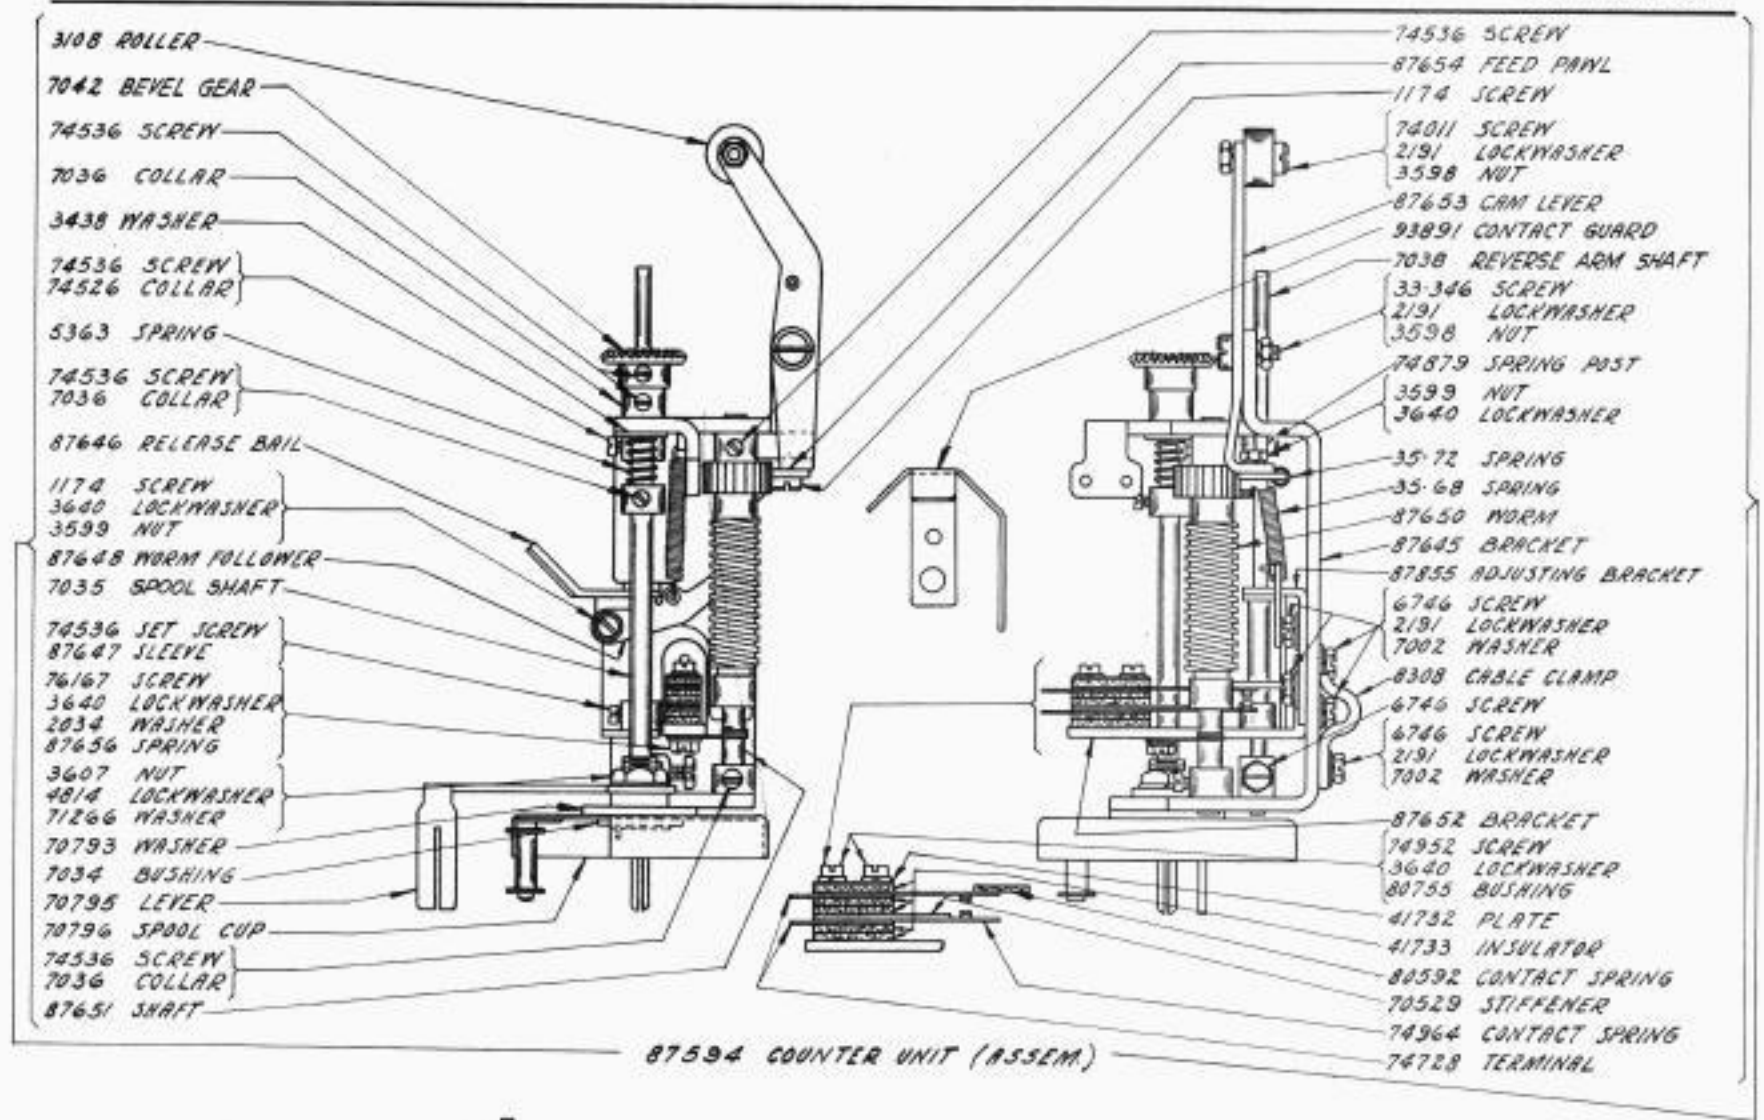 3108 ROLLER
7042 BEVEL GEAR
74536 SCREW
7036 COLLAR
3438 WASHER
74536 SCREW
74526 COLLAR
5363 SPRING
74536 SCREW
7036 COLLAR
87646 RELEASE BAIL
1174 SCREW
3640 LOCKWASHER
3599 NUT
87648 WORM FOLLOWER
7035 SPOOL SHAFT
74536 SET SCREW
87647 SLEEVE
76167 SCREW
3640 LOCKWASHER
2034 WASHER
87656 SPRING
3607 NUT
4814 LOCKWASHER
71266 WASHER
70793 WASHER
7034 BUSHING
70795 LEVER
70796 SPOOL CUP
74536 SCREW
7036 COLLAR
87651 SHAFT
74536 SCREW
87654 FEED PAWL
1174 SCREW
74011 SCREW
2191 LOCKWASHER
3598 NUT
87653 CAM LEVER
93891 CONTACT GUARD
7038 REVERSE ARM SHAFT
33-346 SCREW
2191 LOCKWASHER
3598 NUT
74879 SPRING POST
3599 NUT
3640 LOCKWASHER
35-72 SPRING
35-68 SPRING
87650 WORM
87645 BRACKET
87855 ADJUSTING BRACKET
6746 SCREW
2191 LOCKWASHER
7002 WASHER
8308 CABLE CLAMP
6746 SCREW
6746 SCREW
2191 LOCKWASHER
7002 WASHER
87652 BRACKET
74952 SCREW
3640 LOCKWASHER
80755 BUSHING
41732 PLATE
41733 INSULATOR
80592 CONTACT SPRING
70529 STIFFENER
74964 CONTACT SPRING
74728 TERMINAL
87594 COUNTER UNIT (ASSEM.)